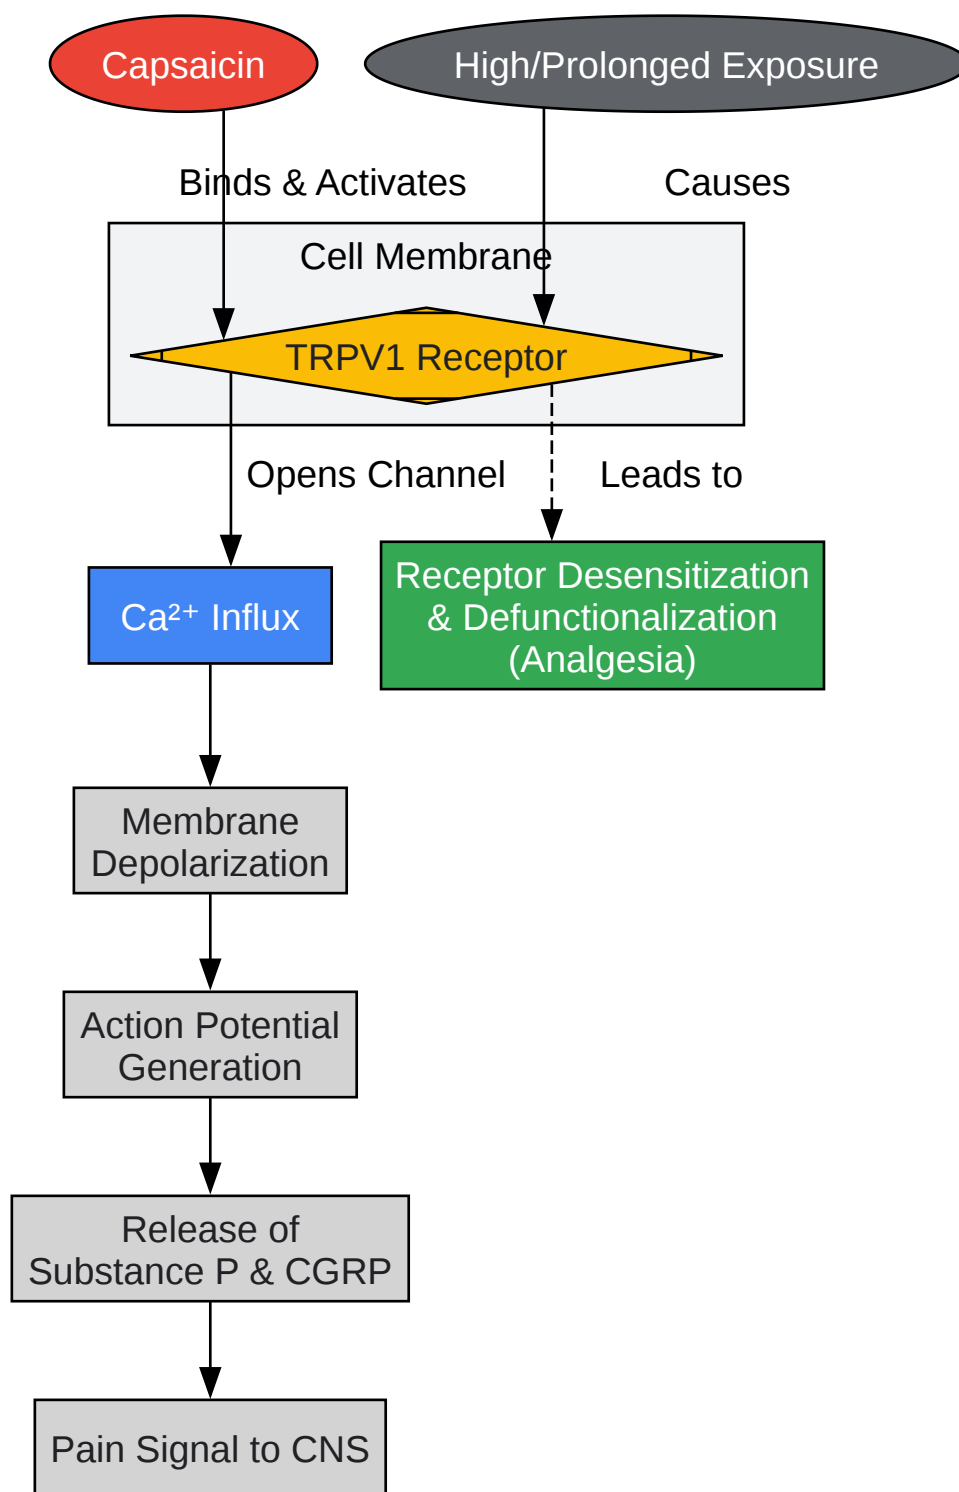 Capsaicin
High/Prolonged Exposure
Binds & Activates
Causes
Cell Membrane
TRPV1 Receptor
Opens Channel
Leads to
Ca²⁺ Influx
Receptor Desensitization
& Defunctionalization
(Analgesia)
Membrane
Depolarization
Action Potential
Generation
Release of
Substance P & CGRP
Pain Signal to CNS